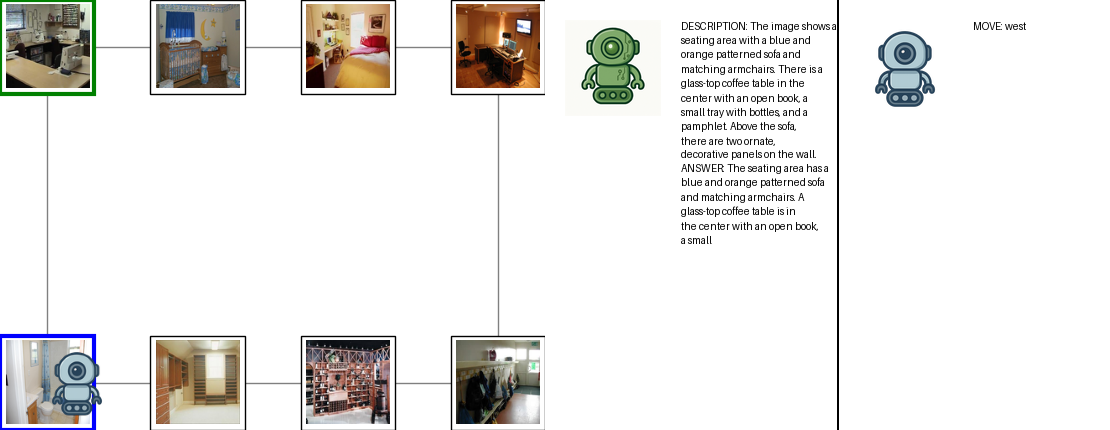 DESCRIPTION: The image shows a
seating area with a blue and
orange patterned sofa and
matching armchairs. There is a
glass-top coffee table in the
center with an open book, a
small tray with bottles, and a
pamphlet. Above the sofa,
there are two ornate,
decorative panels on the wall.
ANSWER: The seating area has a
blue and orange patterned sofa
and matching armchairs. A
glass-top coffee table is in
the center with an open book,
a small
MOVE: west